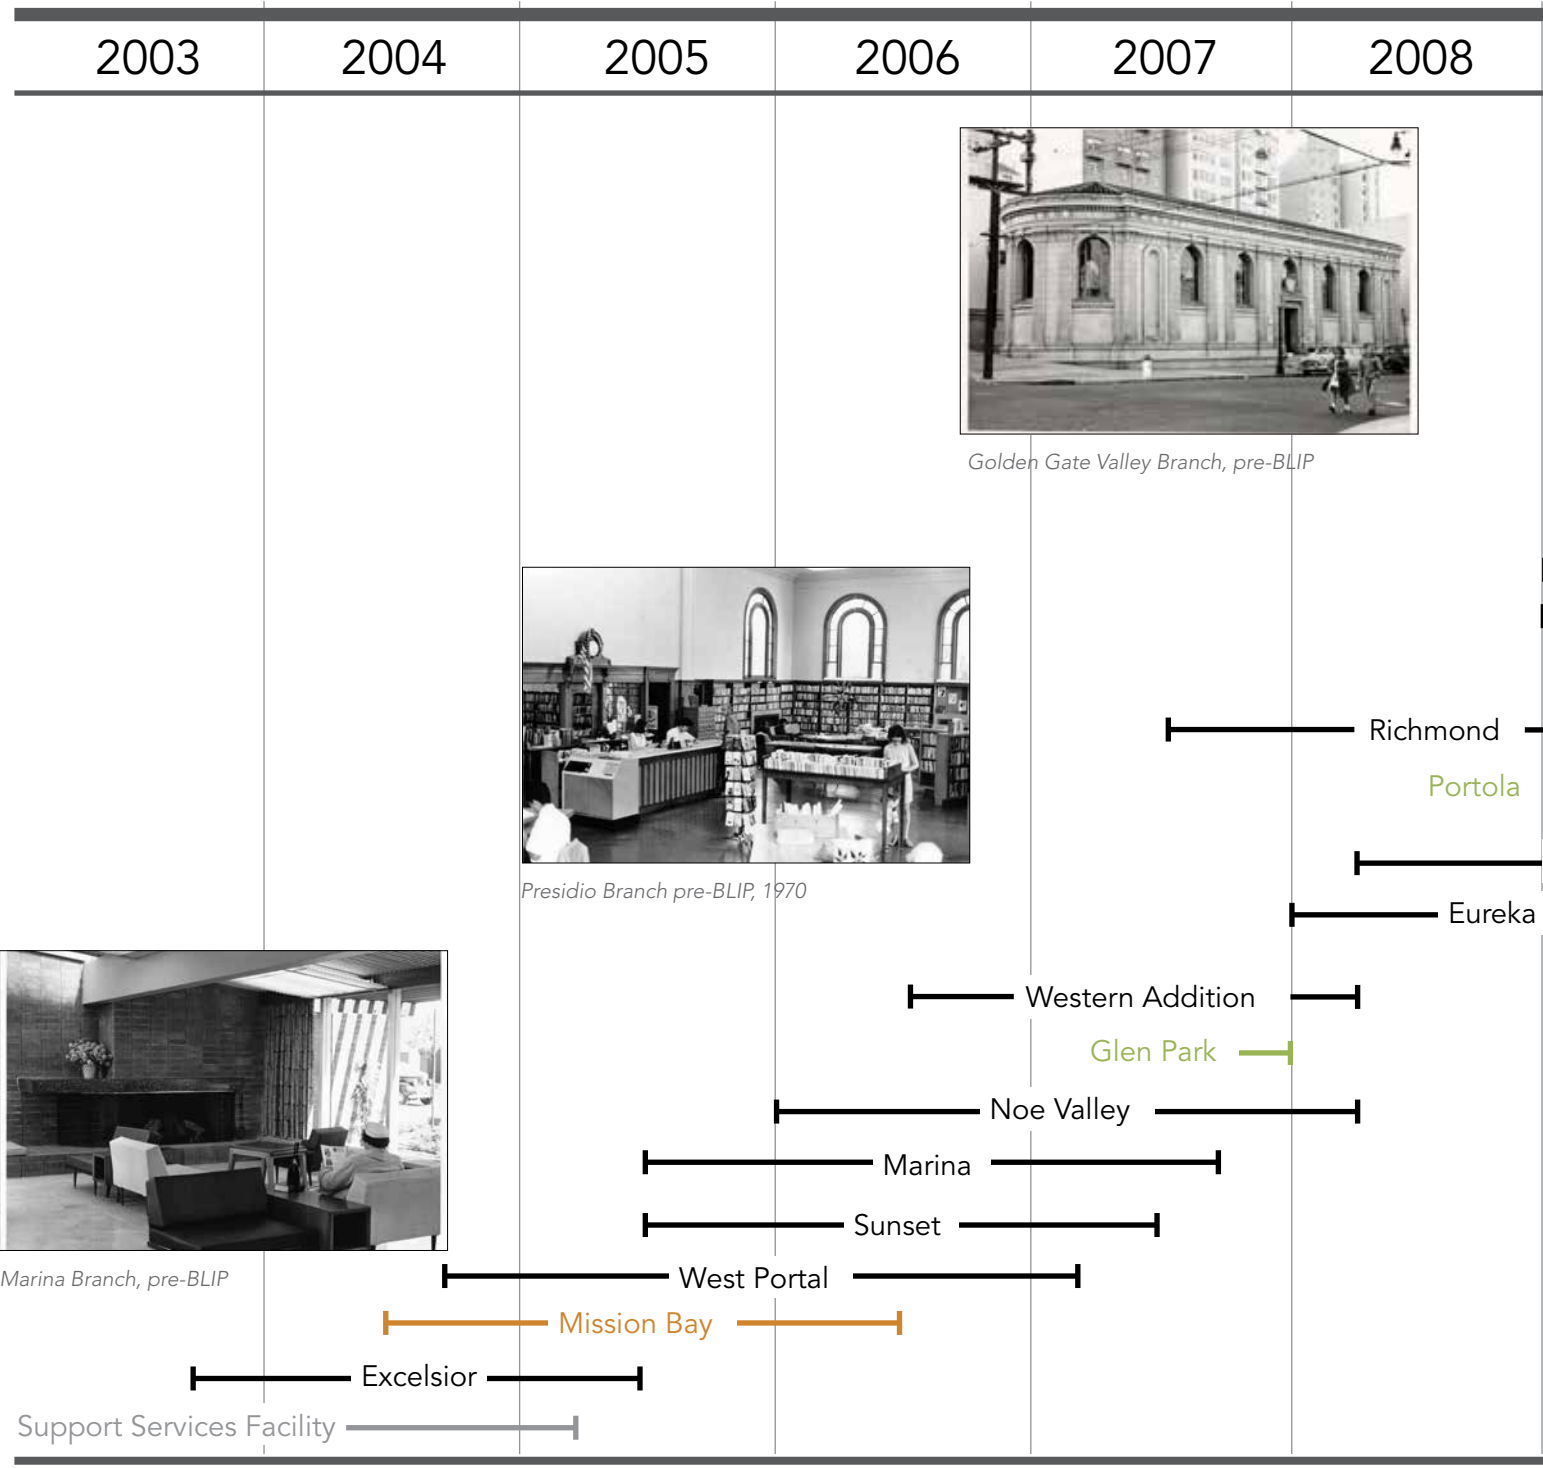 2003 2004 2005 2006 2007 2008
Golden Gate Valley Branch, pre-BLIP
Richmond
Portola
Presidio Branch pre-BLIP, 1970
Eureka
Western Addition
Glen Park
Noe Valley
Marina
Sunset
Marina Branch, pre-BLIP
West Portal
Mission Bay
Excelsior
Support Services Facility